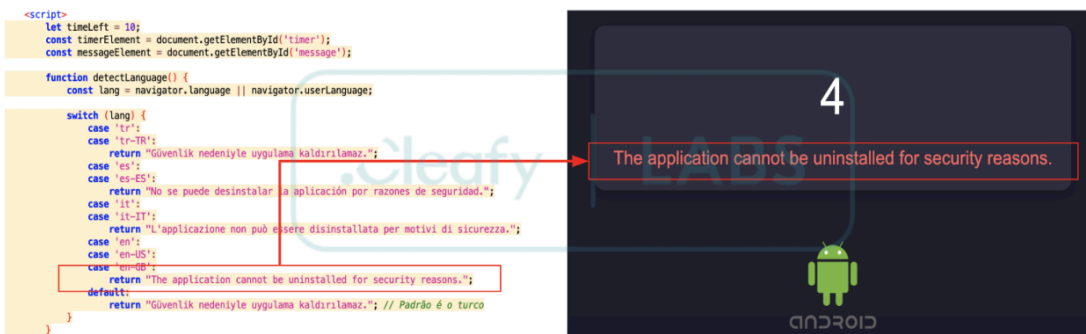 <script>
let timeLeft = 10;
const timerElement = document.getElementById('timer');
const messageElement = document.getElementById('message');
function detectLanguage() {
const lang = navigator.language || navigator.userLanguage;
switch (lang) {
case 'tr':
case 'tr-TR':
return "Güvenlik nedeniyle uygulama kaldırılamaz.";
case 'es':
case 'es-ES':
return "No se puede desinstalar la aplicación por razones de seguridad.";
case 'it':
case 'it-IT':
return "L'applicazione non può essere disinstallata per motivi di sicurezza.";
case 'en':
case 'en-US':
case 'en-GB':
return "The application cannot be uninstalled for security reasons.";
default:
return "Güvenlik nedeniyle uygulama kaldırılamaz."; // Padrão é o turco
}
}
4
The application cannot be uninstalled for security reasons.
ANDROID
.Cleafy | LABS